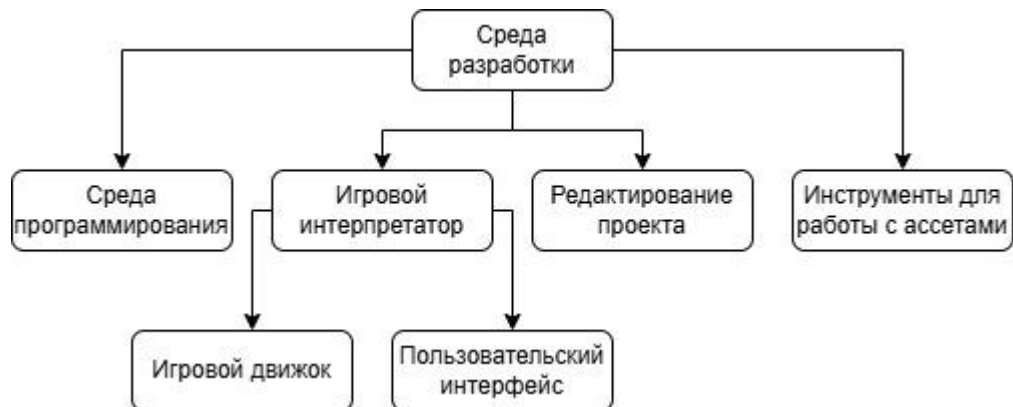 Среда
разработки
Среда
программирования
Игровой
интерпретатор
Редактирование
проекта
Инструменты для
работы с ассетами
Игровой движок
Пользовательский
интерфейс